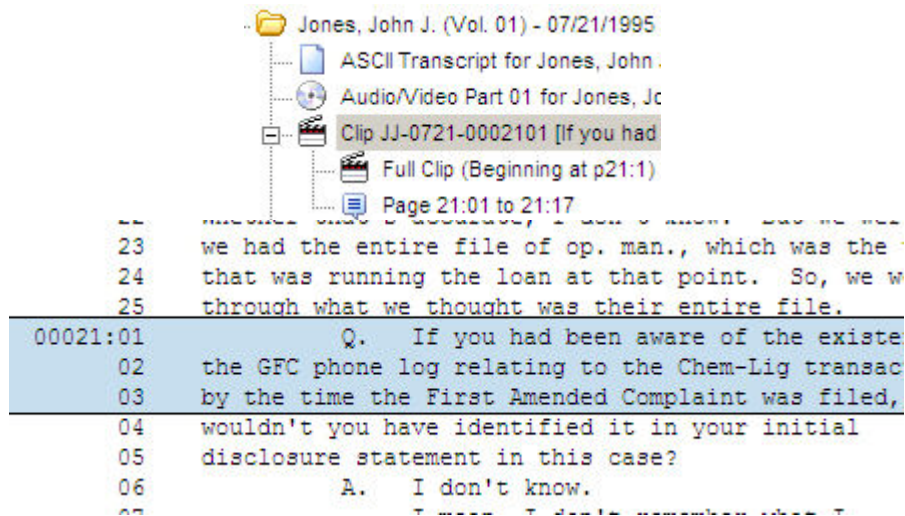 Jones, John J. (Vol. 01) - 07/21/1995
ASCII Transcript for Jones, John
Audio/Video Part 01 for Jones,
Clip JJ-0721-0002101 [If you had
Full Clip (Beginning at p21:1)
Page 21:01 to 21:17
23 we had the entire file of op. man., which was the
24 that was running the loan at that point. So, we
25 through what we thought was their entire file.
00021:01 Q. If you had been aware of the
02 the GFC phone log relating to the Chem-Lig
03 by the time the First Amended Complaint was filed,
04 wouldn't you have identified it in your initial
05 disclosure statement in this case?
06 A. I don't know.
I mean, I don't remember what I